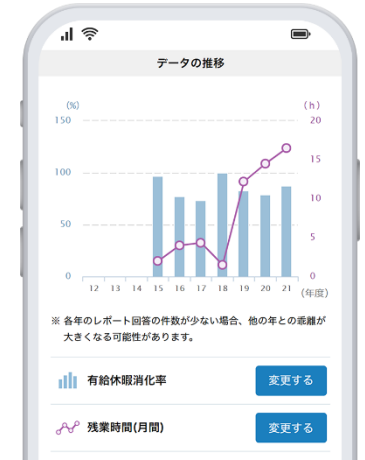 データの推移
(%)
(h)
150
20
15
100
10
50
5
0
0
12 13 14 15 16 17 18 19 20 21
(年度)
※ 各年のレポート回答の件数が少ない場合、他の年との乖離が
大きくなる可能性があります。
有給休暇消化率
変更する
残業時間(月間)
変更する